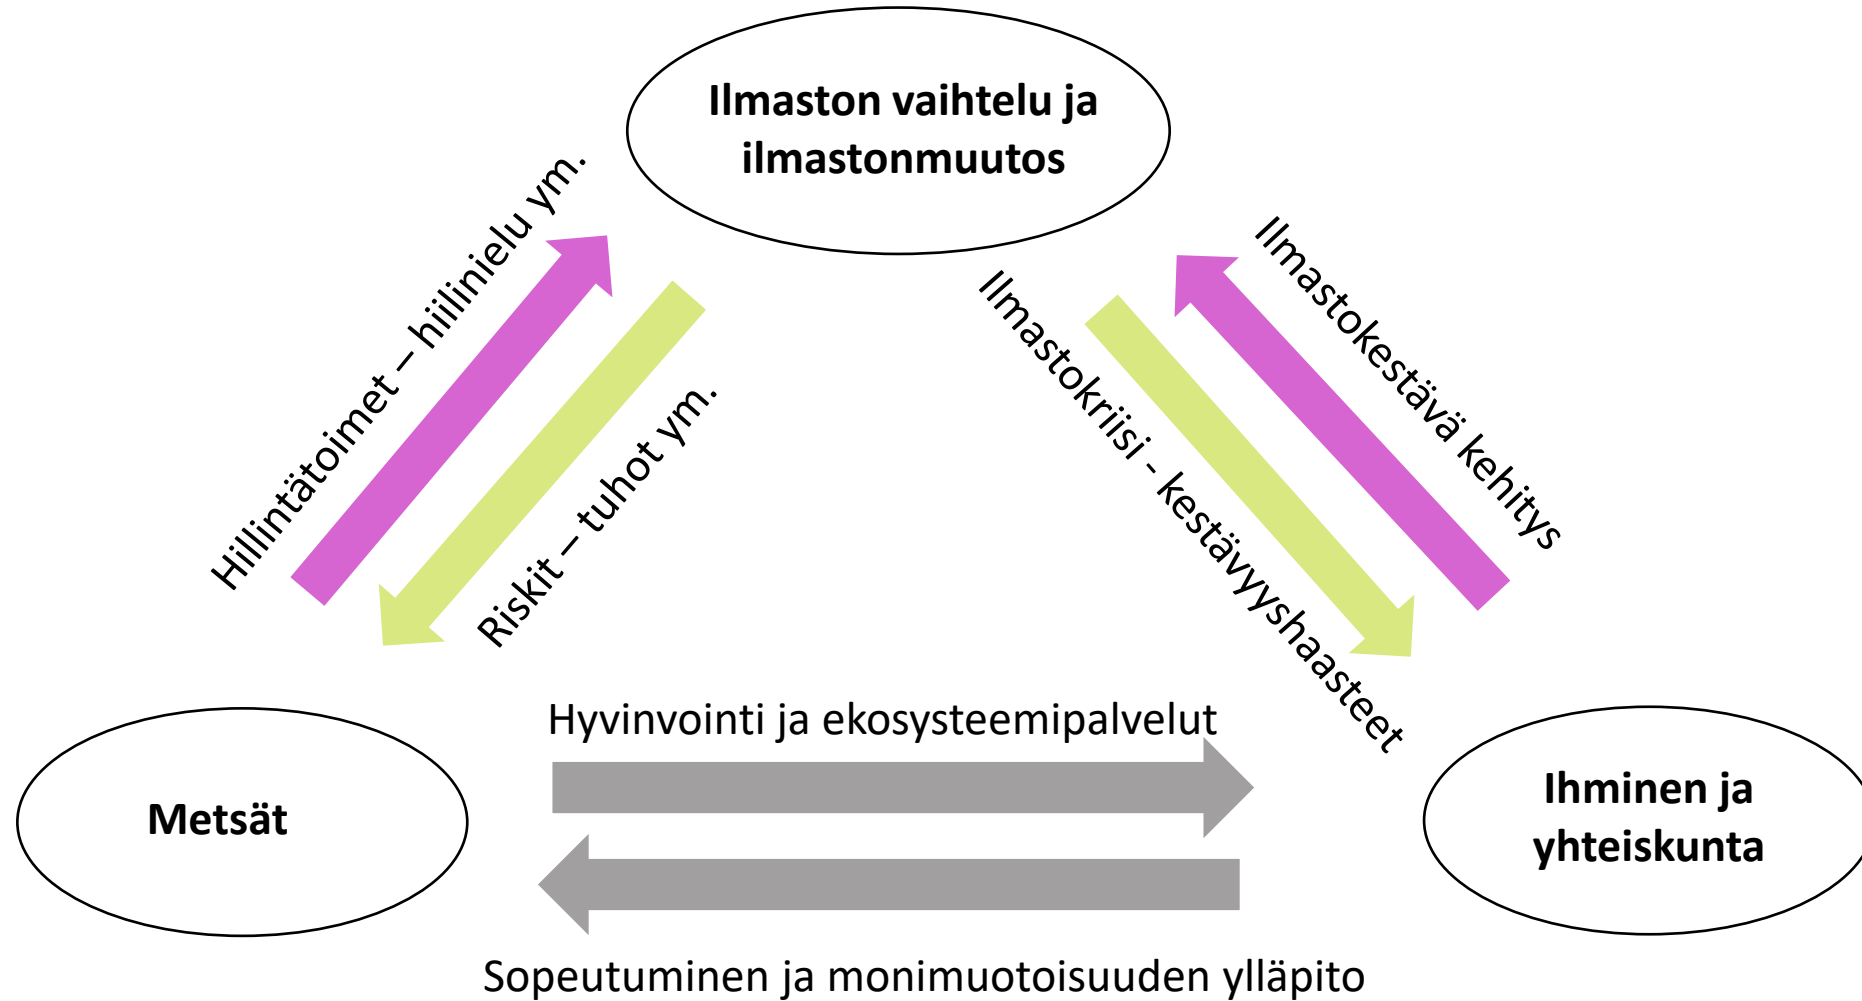 Ilmaston vaihtelu ja
ilmastonmuutos
Hillintätoimet – hiilinielu ym.
Riskit – tuhot ym.
Ilmastokriisi - kestävyyshaasteet
Ilmastokestävä kehitys
Hyvinvointi ja ekosysteemipalvelut
Metsät
Ihminen ja
yhteiskunta
Sopeutuminen ja monimuotoisuuden ylläpito